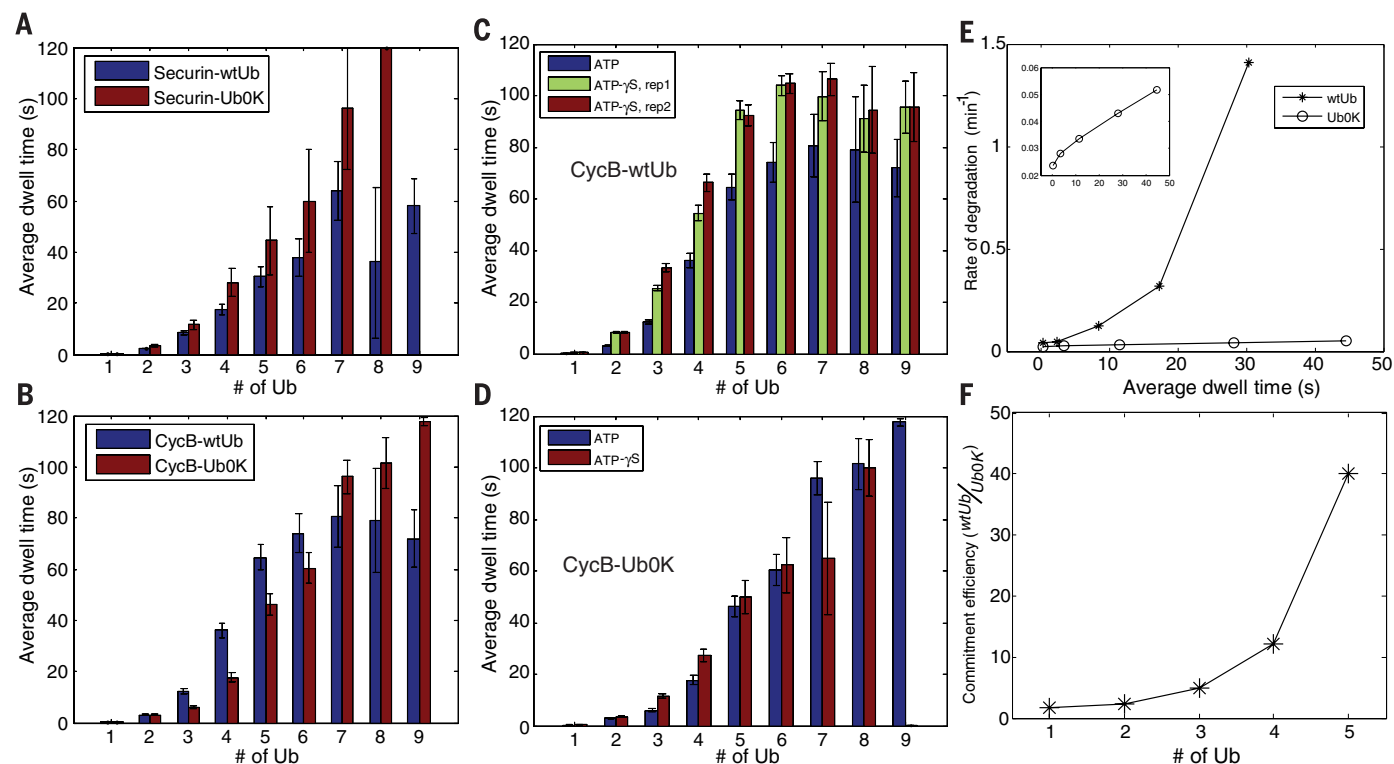 A
Average dwell time (s)
120
100
80
60
40
20
0
Securin-wtUb
Securin-Ub0K
1 2 3 4 5 6 7 8 9
# of Ub
B
Average dwell time (s)
120
100
80
60
40
20
0
CycB-wtUb
CycB-Ub0K
1 2 3 4 5 6 7 8 9
# of Ub
C
Average dwell time (s)
120
100
80
60
40
20
0
ATP
ATP-γS, rep1
ATP-γS, rep2
CycB-wtUb
1 2 3 4 5 6 7 8 9
# of Ub
D
Average dwell time (s)
120
100
80
60
40
20
0
ATP
ATP-γS
CycB-Ub0K
1 2 3 4 5 6 7 8 9
# of Ub
E
Rate of degradation (min⁻¹)
1.5
1
0.5
0
0.06
0.05
0.04
0.03
0.02
0 10 20 30 40 50
wtUb
Ub0K
0 10 20 30 40 50
Average dwell time (s)
F
Commitment efficiency (wtUb/Ub0K)
50
40
30
20
10
0
1 2 3 4 5
# of Ub